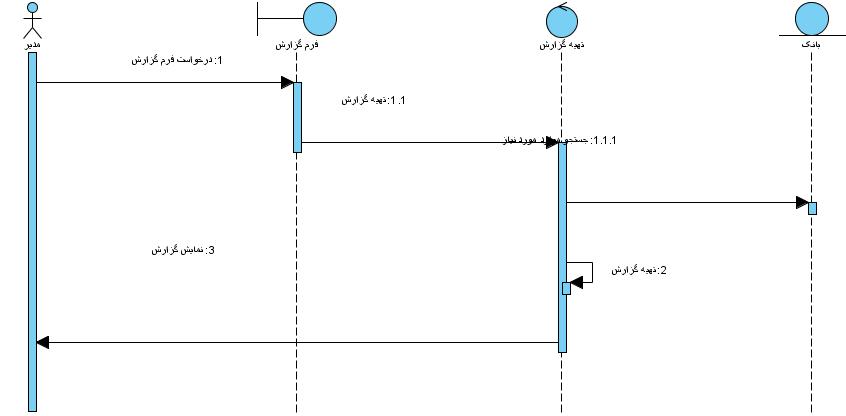 مدیر
فرم گزارش
تهیه گزارش
بانک
1: درخواست فرم گزارش
1.1: تهیه گزارش
1.1.1: جستجو موارد مورد نیاز
3: نمایش گزارش
2: تهیه گزارش